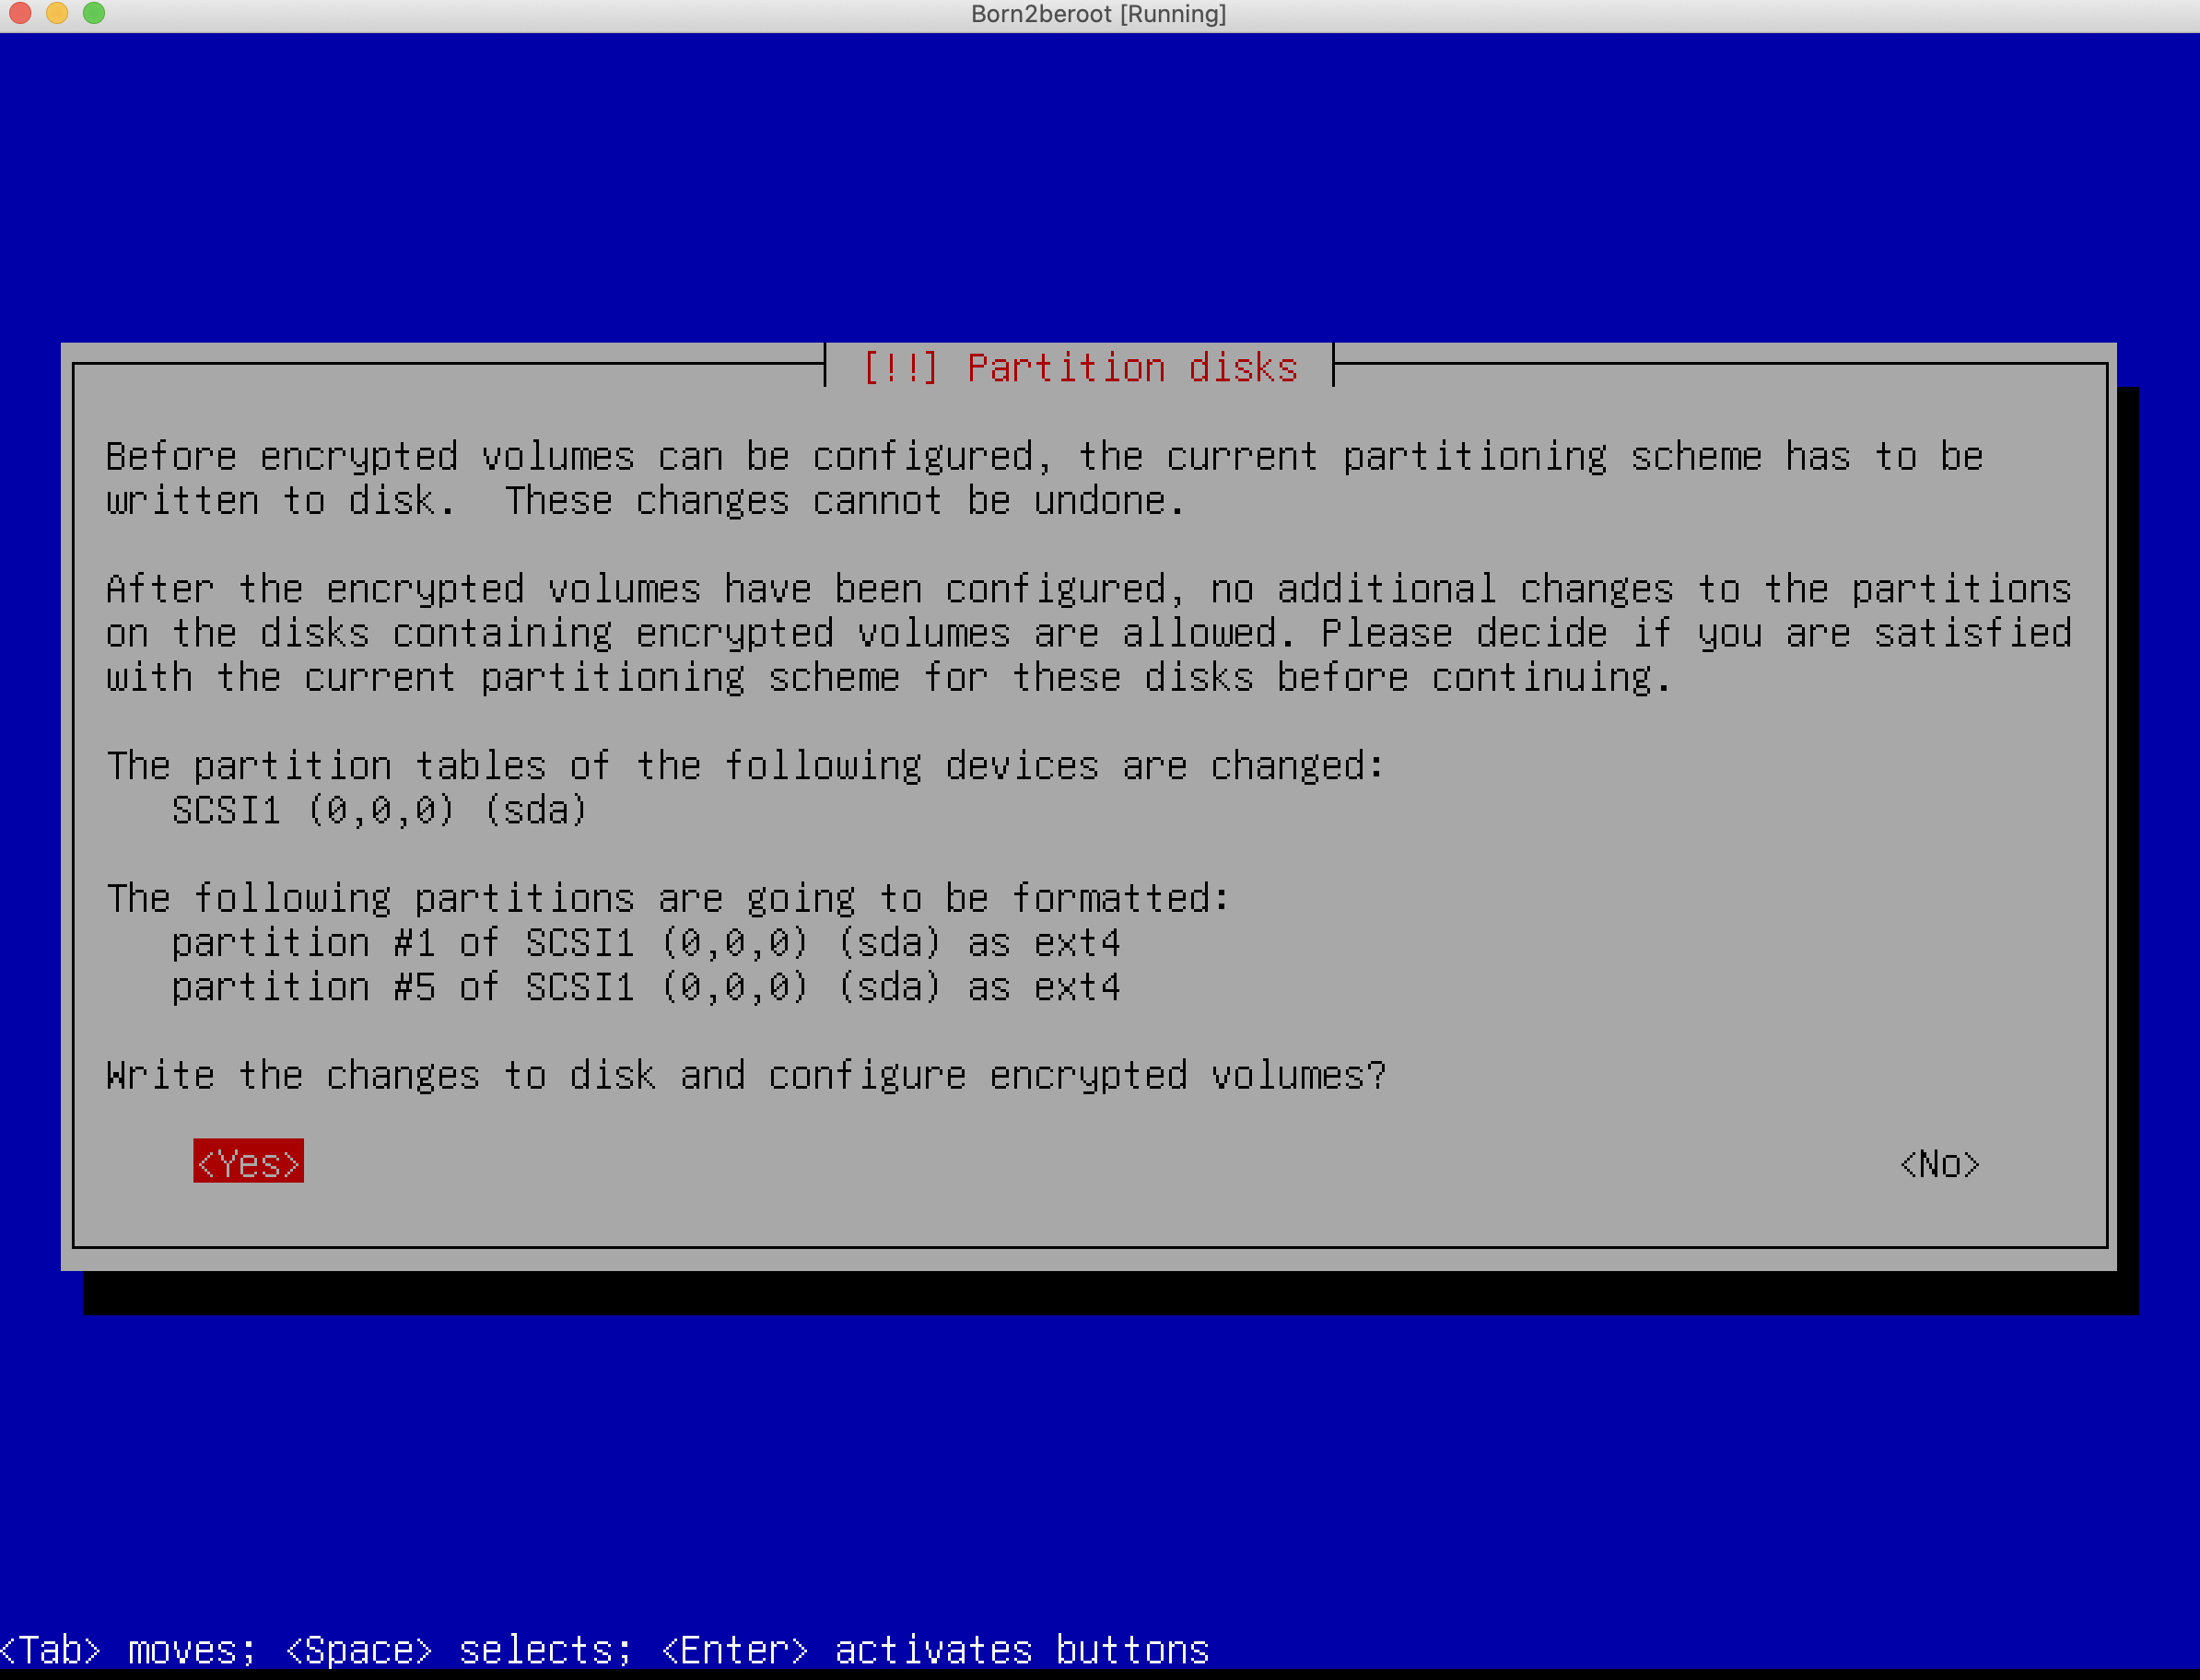 Born2beroot [Running]
[!!] Partition disks
Before encrypted volumes can be configured, the current partitioning scheme has to be
written to disk.  These changes cannot be undone.
After the encrypted volumes have been configured, no additional changes to the partitions
on the disks containing encrypted volumes are allowed. Please decide if you are satisfied
with the current partitioning scheme for these disks before continuing.
The partition tables of the following devices are changed:
SCSI1 (0,0,0) (sda)
The following partitions are going to be formatted:
partition #1 of SCSI1 (0,0,0) (sda) as ext4
partition #5 of SCSI1 (0,0,0) (sda) as ext4
Write the changes to disk and configure encrypted volumes?
<Yes> <No>
<Tab> moves; <Space> selects; <Enter> activates buttons